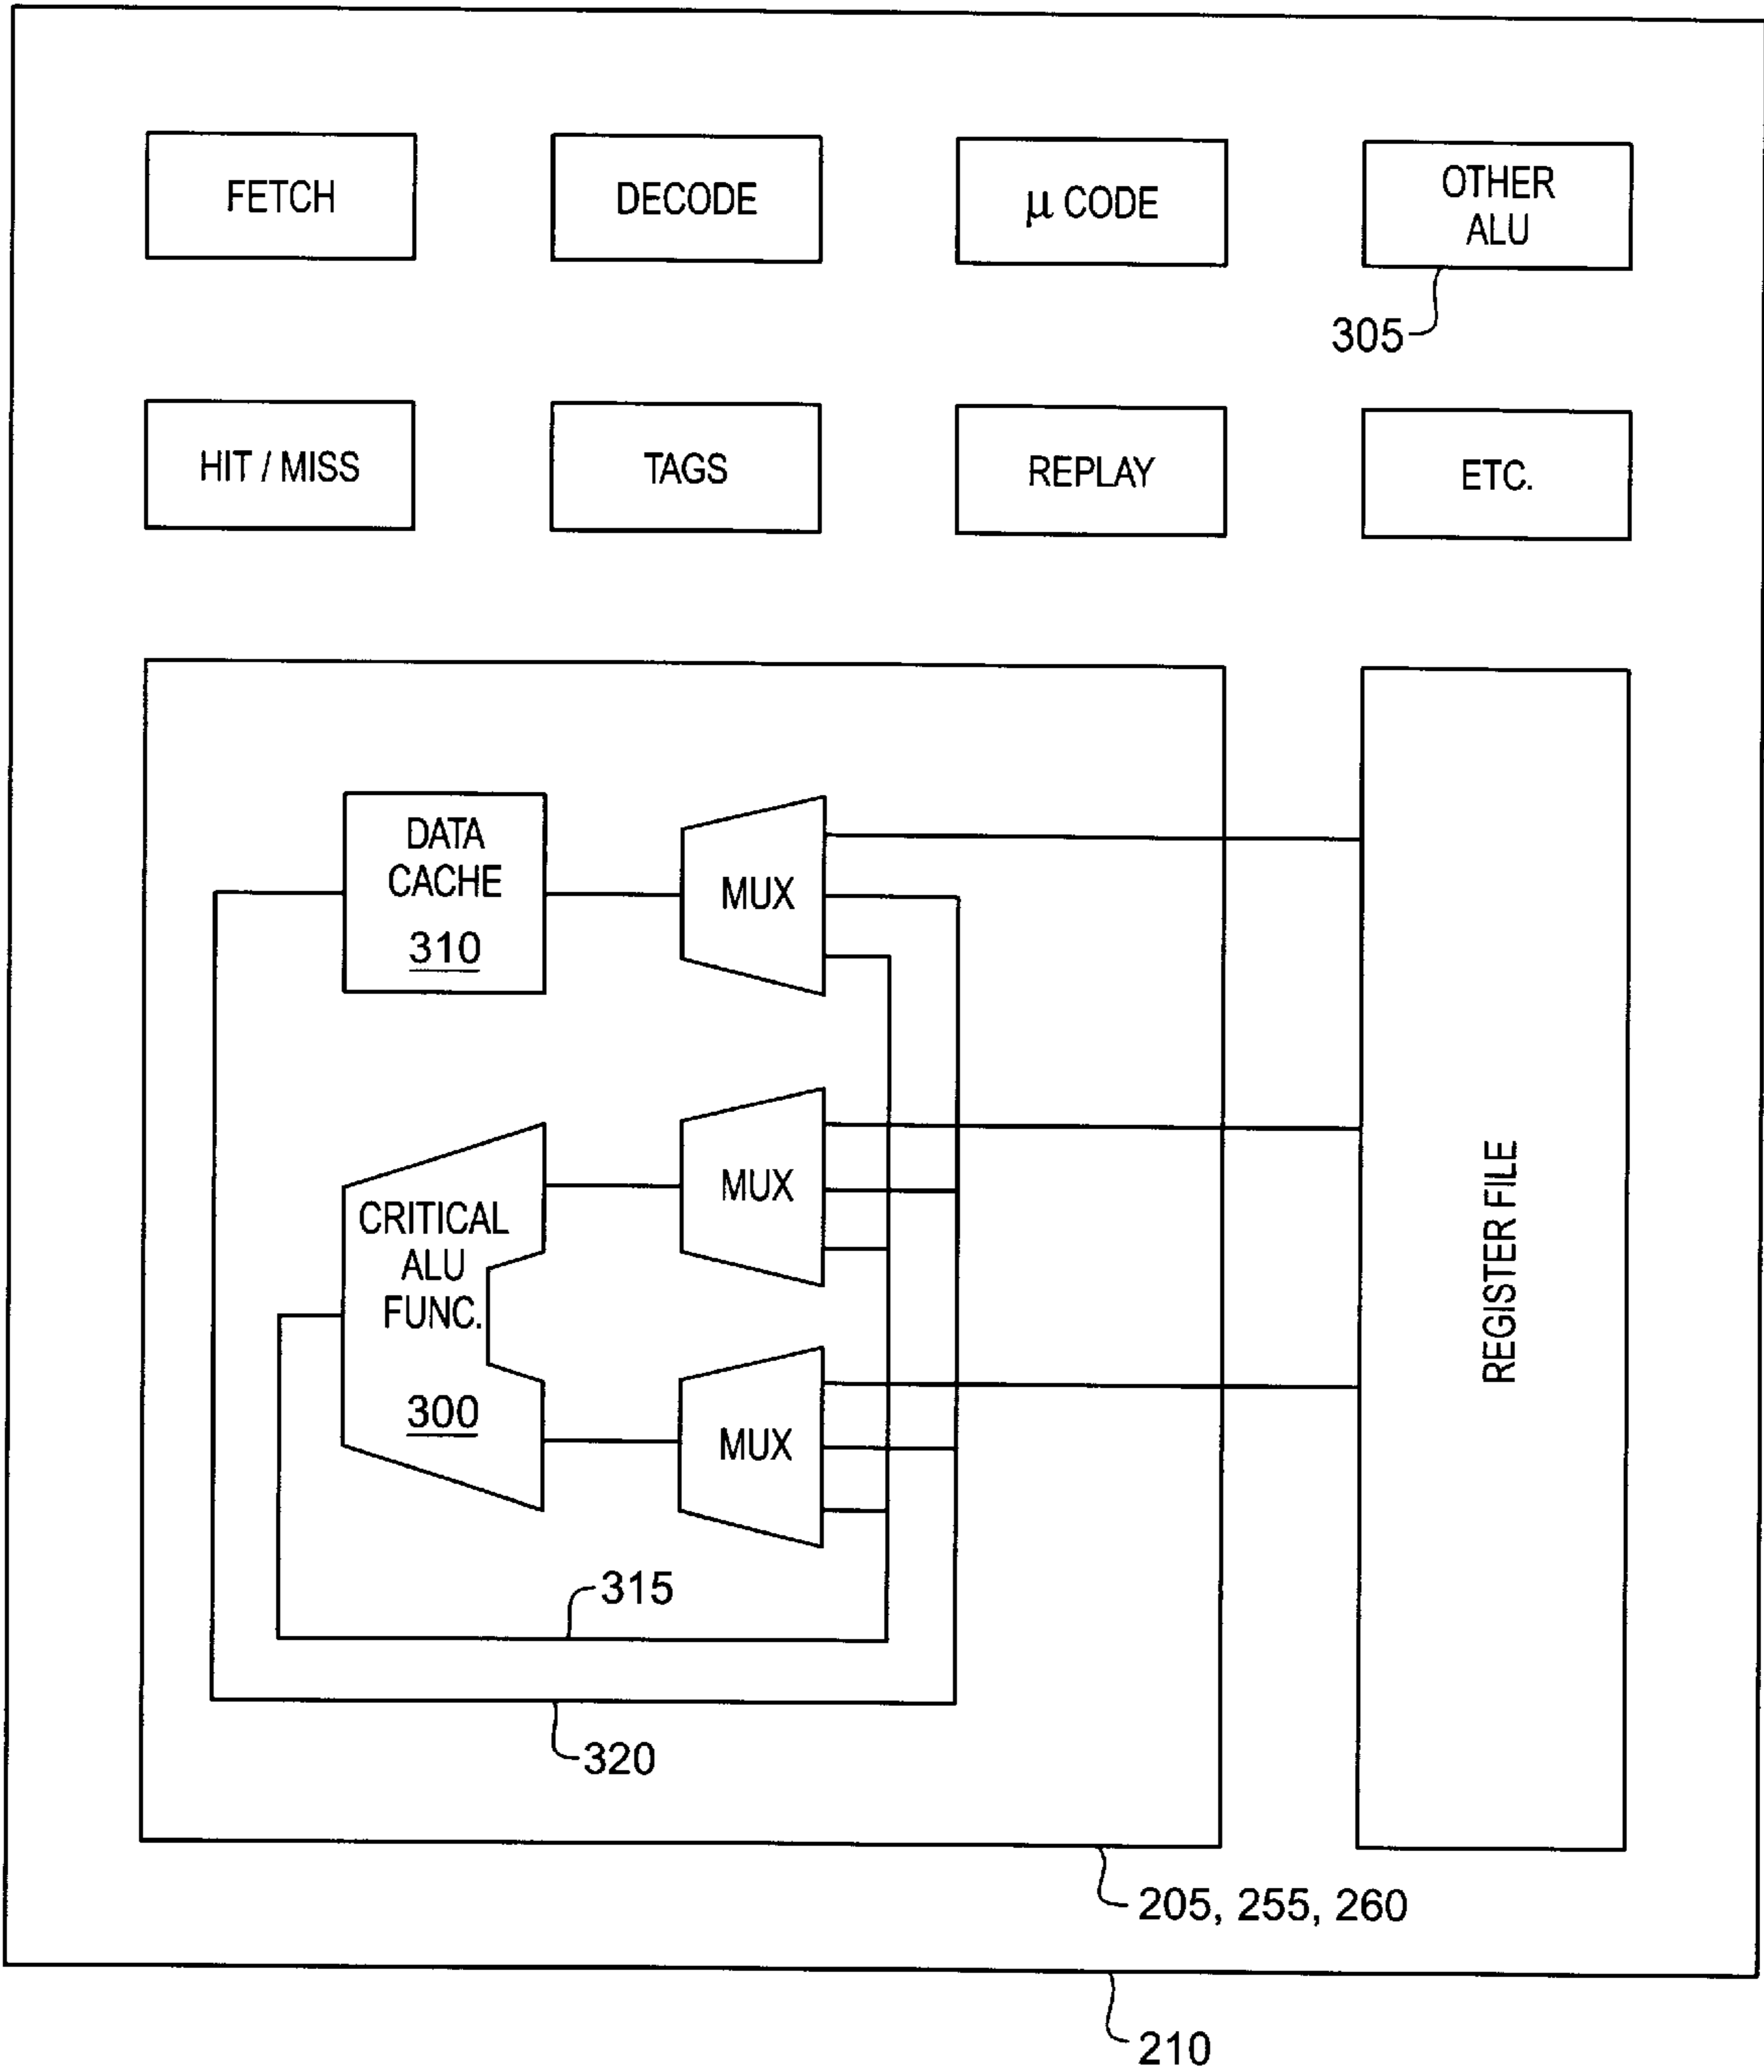 FETCH
DECODE
μ CODE
OTHER
ALU
305
HIT / MISS
TAGS
REPLAY
ETC.
DATA
CACHE
310
MUX
CRITICAL
ALU
FUNC.
300
MUX
MUX
REGISTER FILE
315
320
205, 255, 260
210